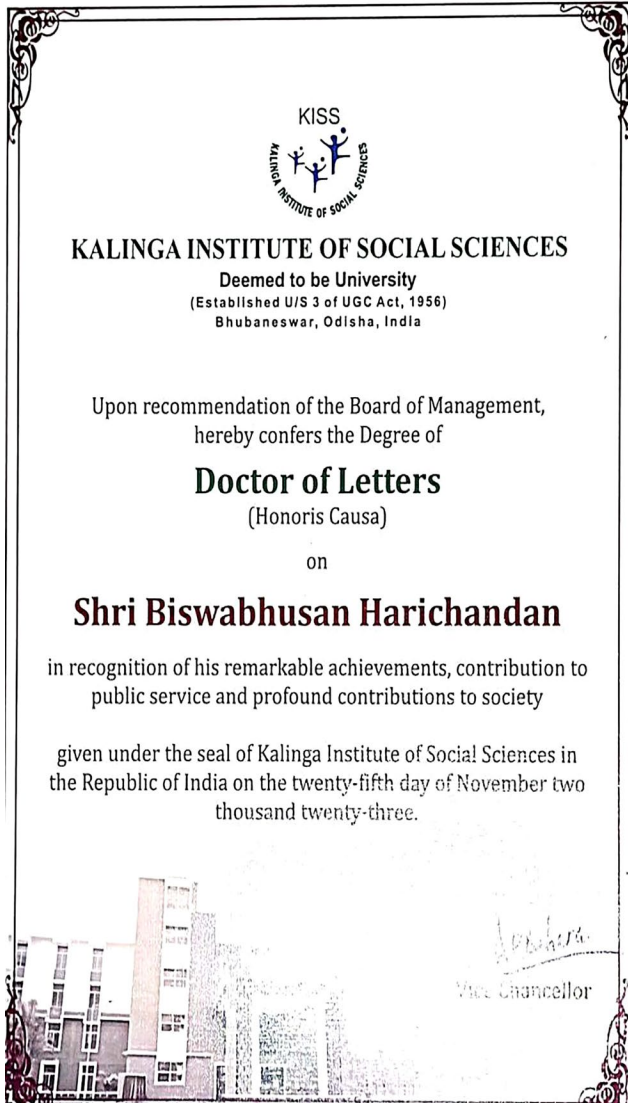 KISS
KALINGA INSTITUTE OF SOCIAL SCIENCES
KALINGA INSTITUTE OF SOCIAL SCIENCES
Deemed to be University
(Established U/S 3 of UGC Act, 1956)
Bhubaneswar, Odisha, India
Upon recommendation of the Board of Management,
hereby confers the Degree of
Doctor of Letters
(Honoris Causa)
on
Shri Biswabhusan Harichandan
in recognition of his remarkable achievements, contribution to
public service and profound contributions to society
given under the seal of Kalinga Institute of Social Sciences in
the Republic of India on the twenty-fifth day of November two
thousand twenty-three.
Vice Chancellor